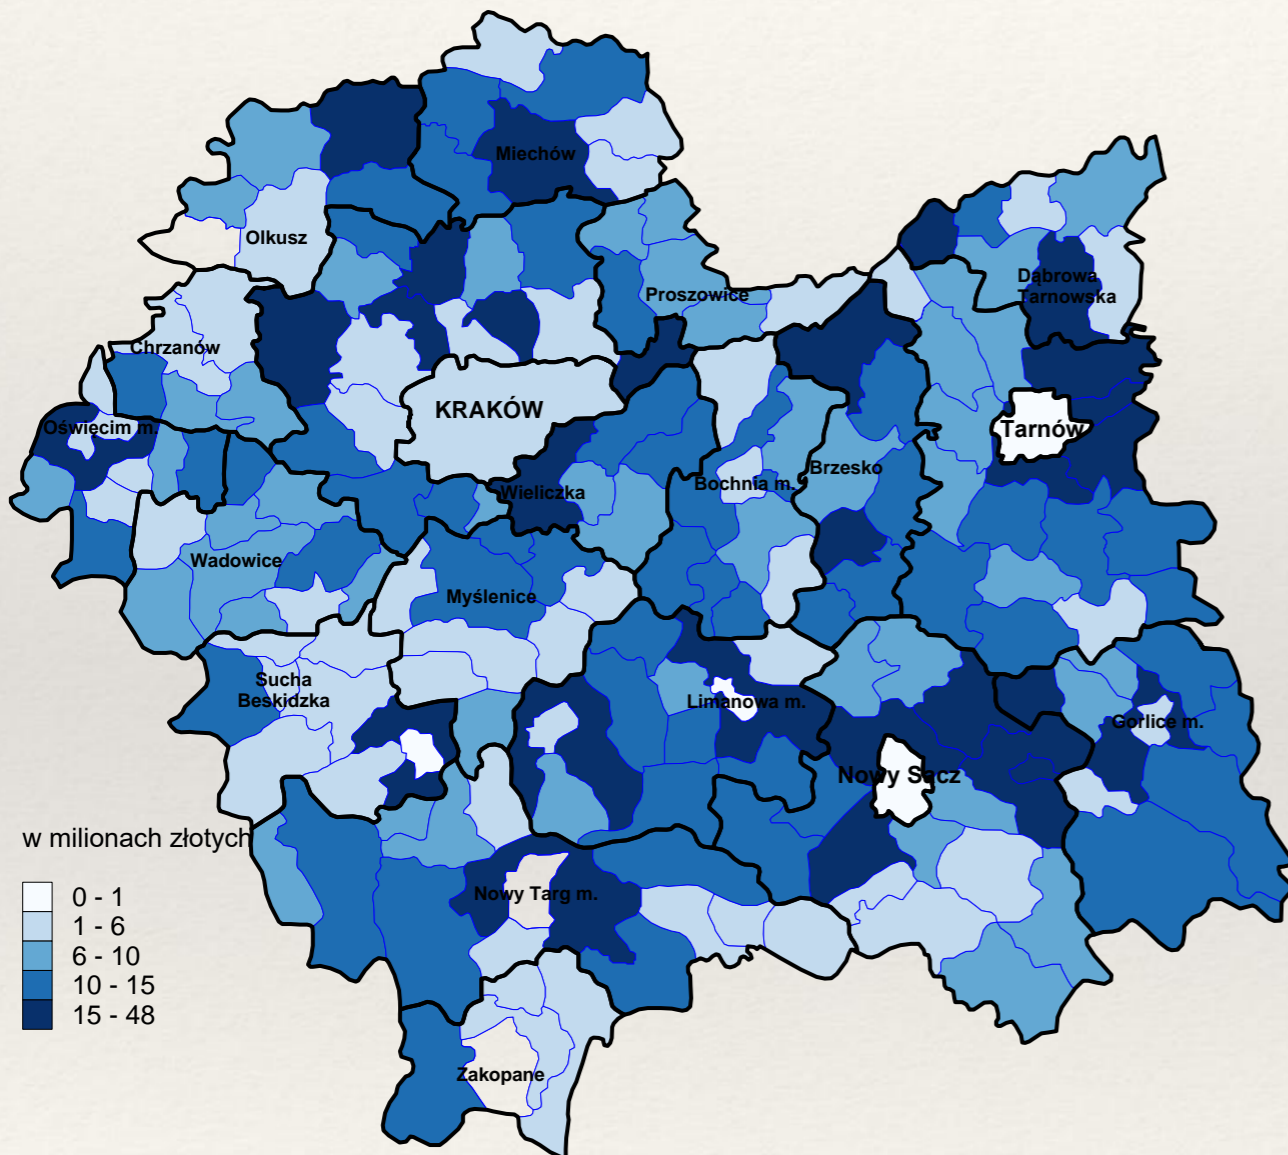 Miechów
Olkusz
Dąbrowa
Tarnowska
Proszowice
Chrzanów
KRAKÓW
Oświęcim m.
Tarnów
Brzesko
Bochnia m.
Wieliczka
Wadowice
Myślenice
Sucha
Beskidzka
Limanowa m.
Gorlice m.
Nowy Sącz
w milionach złotych
0 - 1
1 - 6
6 - 10
10 - 15
15 - 48
Nowy Targ m.
Zakopane